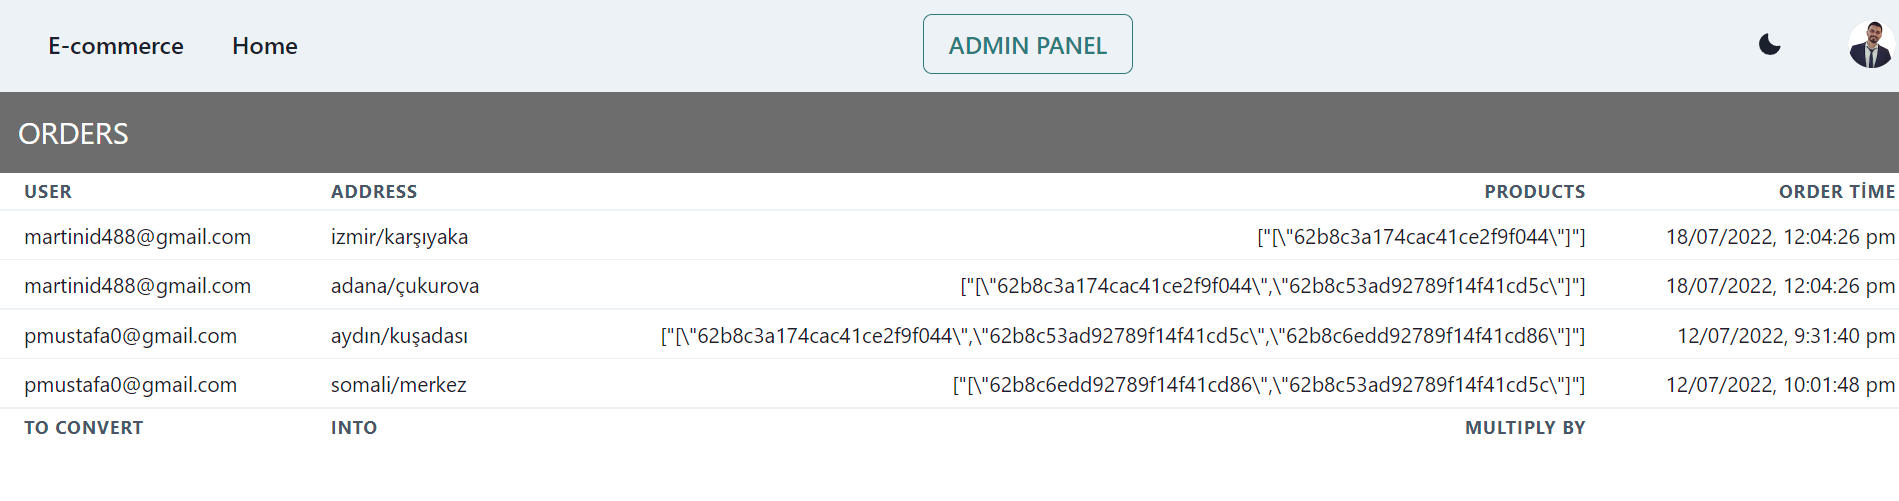 E-commerce Home ADMIN PANEL
ORDERS
USER ADDRESS PRODUCTS ORDER TİME
martinid488@gmail.com izmir/karşıyaka ["[\"62b8c3a174cac41ce2f9f044\"]"] 18/07/2022, 12:04:26 pm
martinid488@gmail.com adana/çukurova ["[\"62b8c3a174cac41ce2f9f044\",\"62b8c53ad92789f14f41cd5c\"]"] 18/07/2022, 12:04:26 pm
pmustafa0@gmail.com aydın/kuşadası ["[\"62b8c3a174cac41ce2f9f044\",\"62b8c53ad92789f14f41cd5c\",\"62b8c6edd92789f14f41cd86\"]"] 12/07/2022, 9:31:40 pm
pmustafa0@gmail.com somali/merkez ["[\"62b8c6edd92789f14f41cd86\",\"62b8c53ad92789f14f41cd5c\"]"] 12/07/2022, 10:01:48 pm
TO CONVERT INTO MULTIPLY BY